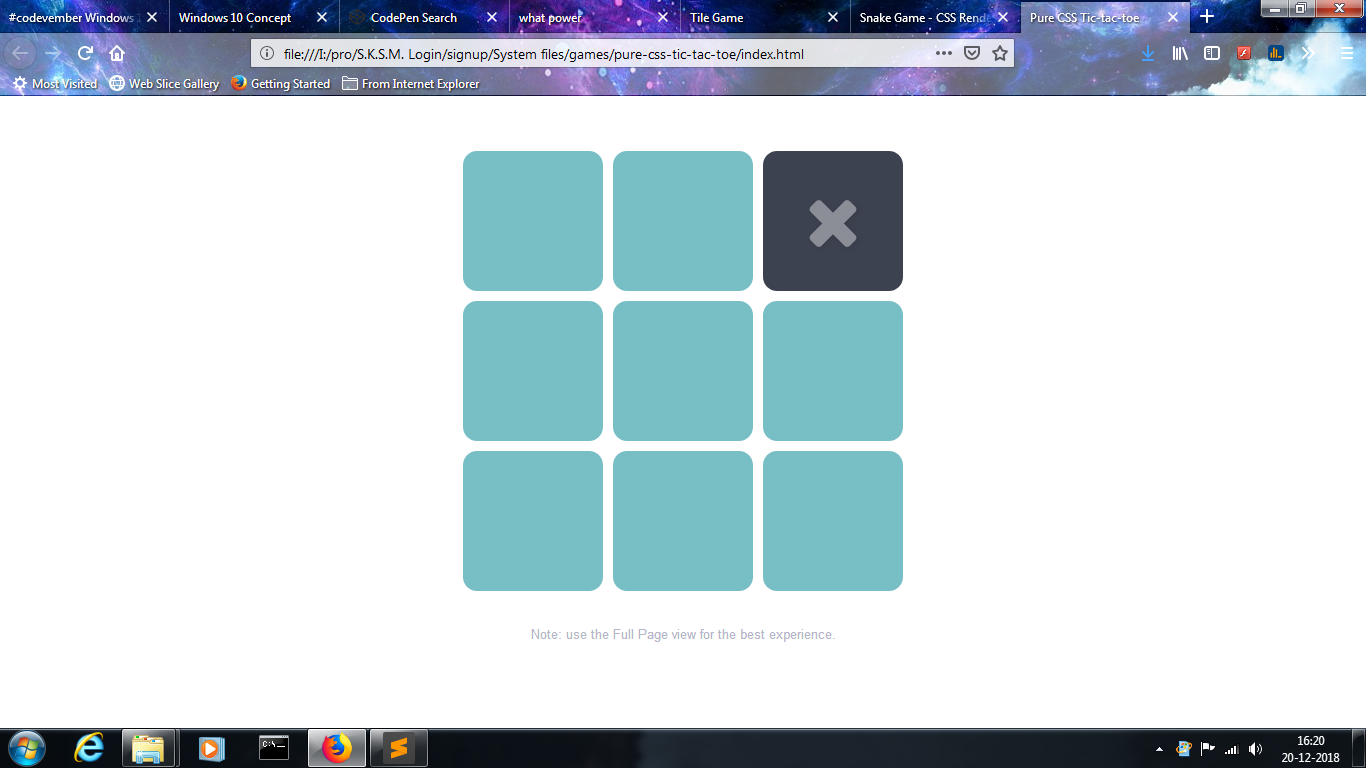 #codevember Windows
Windows 10 Concept
CodePen Search
what power
Tile Game
Snake Game - CSS Rende
Pure CSS Tic-tac-toe
file:///I:/pro/S.K.S.M. Login/signup/System files/games/pure-css-tic-tac-toe/index.html
Most Visited
Web Slice Gallery
Getting Started
From Internet Explorer
Note: use the Full Page view for the best experience.
16:20
20-12-2018